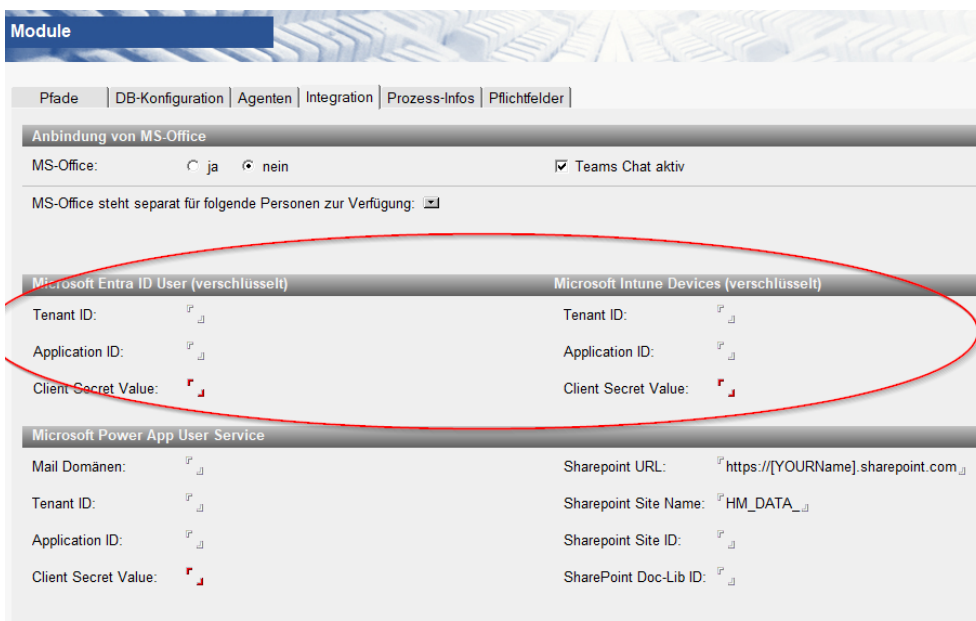 Module
Pfade DB-Konfiguration Agenten Integration Prozess-Infos Pflichtfelder
Anbindung von MS-Office
MS-Office: ja nein Teams Chat aktiv
MS-Office steht separat für folgende Personen zur Verfügung:
Microsoft Entra ID User (verschlüsselt) Microsoft Intune Devices (verschlüsselt)
Tenant ID: Tenant ID:
Application ID: Application ID:
Client Secret Value: Client Secret Value:
Microsoft Power App User Service
Mail Domänen: Sharepoint URL: https://[YOURName].sharepoint.com
Tenant ID: Sharepoint Site Name: HM_DATA_
Application ID: Sharepoint Site ID:
Client Secret Value: SharePoint Doc-Lib ID: